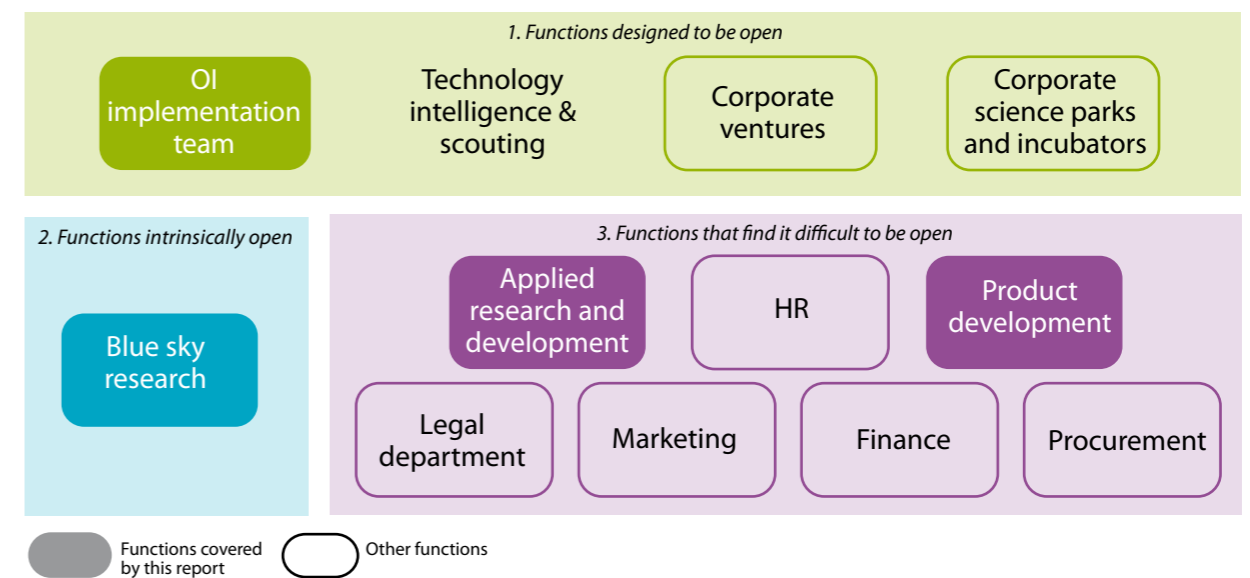 1. Functions designed to be open
OI
implementation
team
Technology
intelligence &
scouting
Corporate
ventures
Corporate
science parks
and incubators
2. Functions intrinsically open
Blue sky
research
3. Functions that find it difficult to be open
Applied
research and
development
HR
Product
development
Legal
department
Marketing
Finance
Procurement
Functions covered
by this report
Other functions